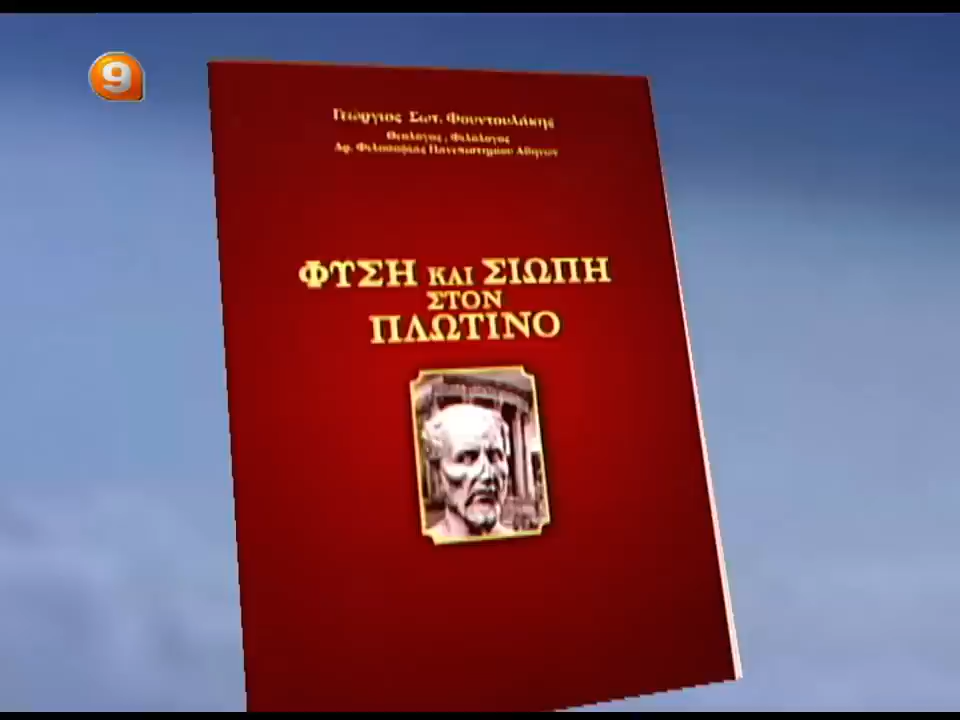 9
Γεώργιος Σωτ. Φουντουλάκης
Θεολόγος, Φιλόλογος
Δρ. Φιλοσοφίας Πανεπιστημίου Αθηνών
ΦΥΣΗ ΚΑΙ ΣΙΩΠΗ
ΣΤΟΝ
ΠΛΩΤΙΝΟ